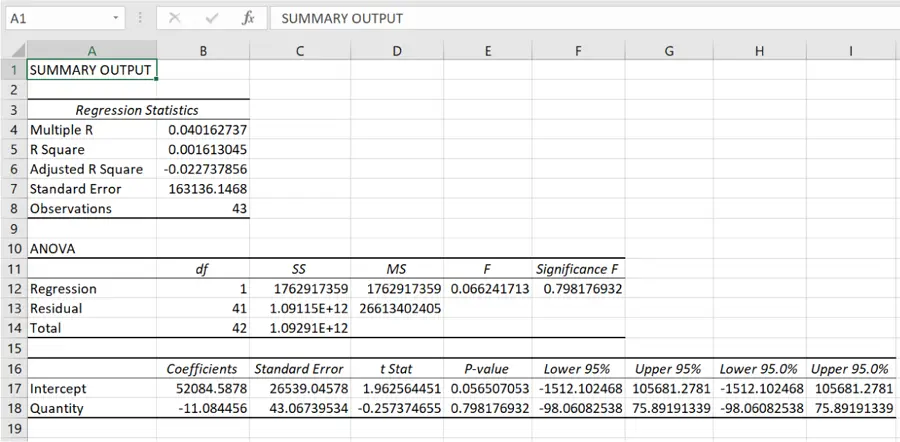 A1 fx SUMMARY OUTPUT
A B C D E F G H I
1 SUMMARY OUTPUT
2
3 Regression Statistics
4 Multiple R 0.040162737
5 R Square 0.001613045
6 Adjusted R Square -0.022737856
7 Standard Error 163136.1468
8 Observations 43
9
10 ANOVA
11 df SS MS F Significance F
12 Regression 1 1762917359 1762917359 0.066241713 0.798176932
13 Residual 41 1.09115E+12 26613402405
14 Total 42 1.09291E+12
15
16 Coefficients Standard Error t Stat P-value Lower 95% Upper 95% Lower 95.0% Upper 95.0%
17 Intercept 52084.5878 26539.04578 1.962564451 0.056507053 -1512.102468 105681.2781 -1512.102468 105681.2781
18 Quantity -11.084456 43.06739534 -0.257374655 0.798176932 -98.06082538 75.89191339 -98.06082538 75.89191339
19